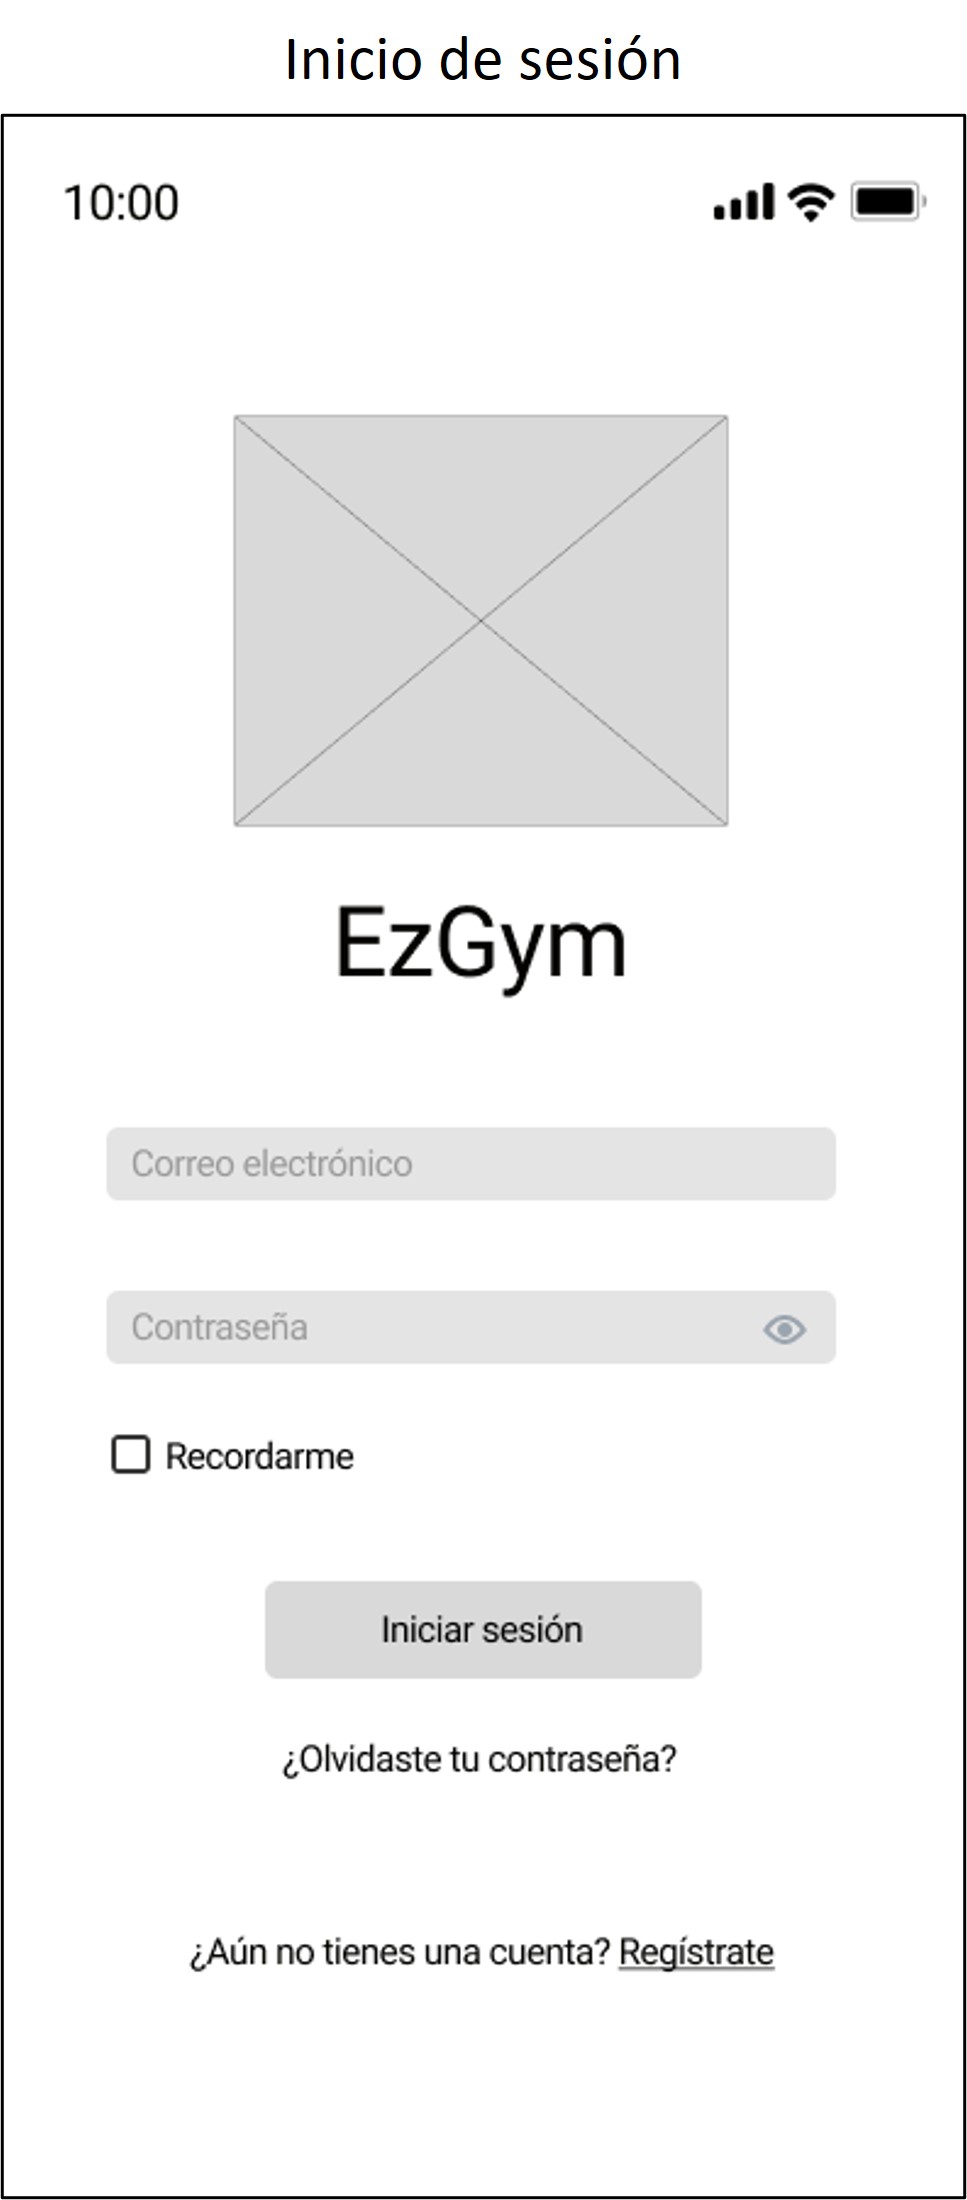 Inicio de sesión
10:00
EzGym
Correo electrónico
Contraseña
Recordarme
Iniciar sesión
¿Olvidaste tu contraseña?
¿Aún no tienes una cuenta? Regístrate